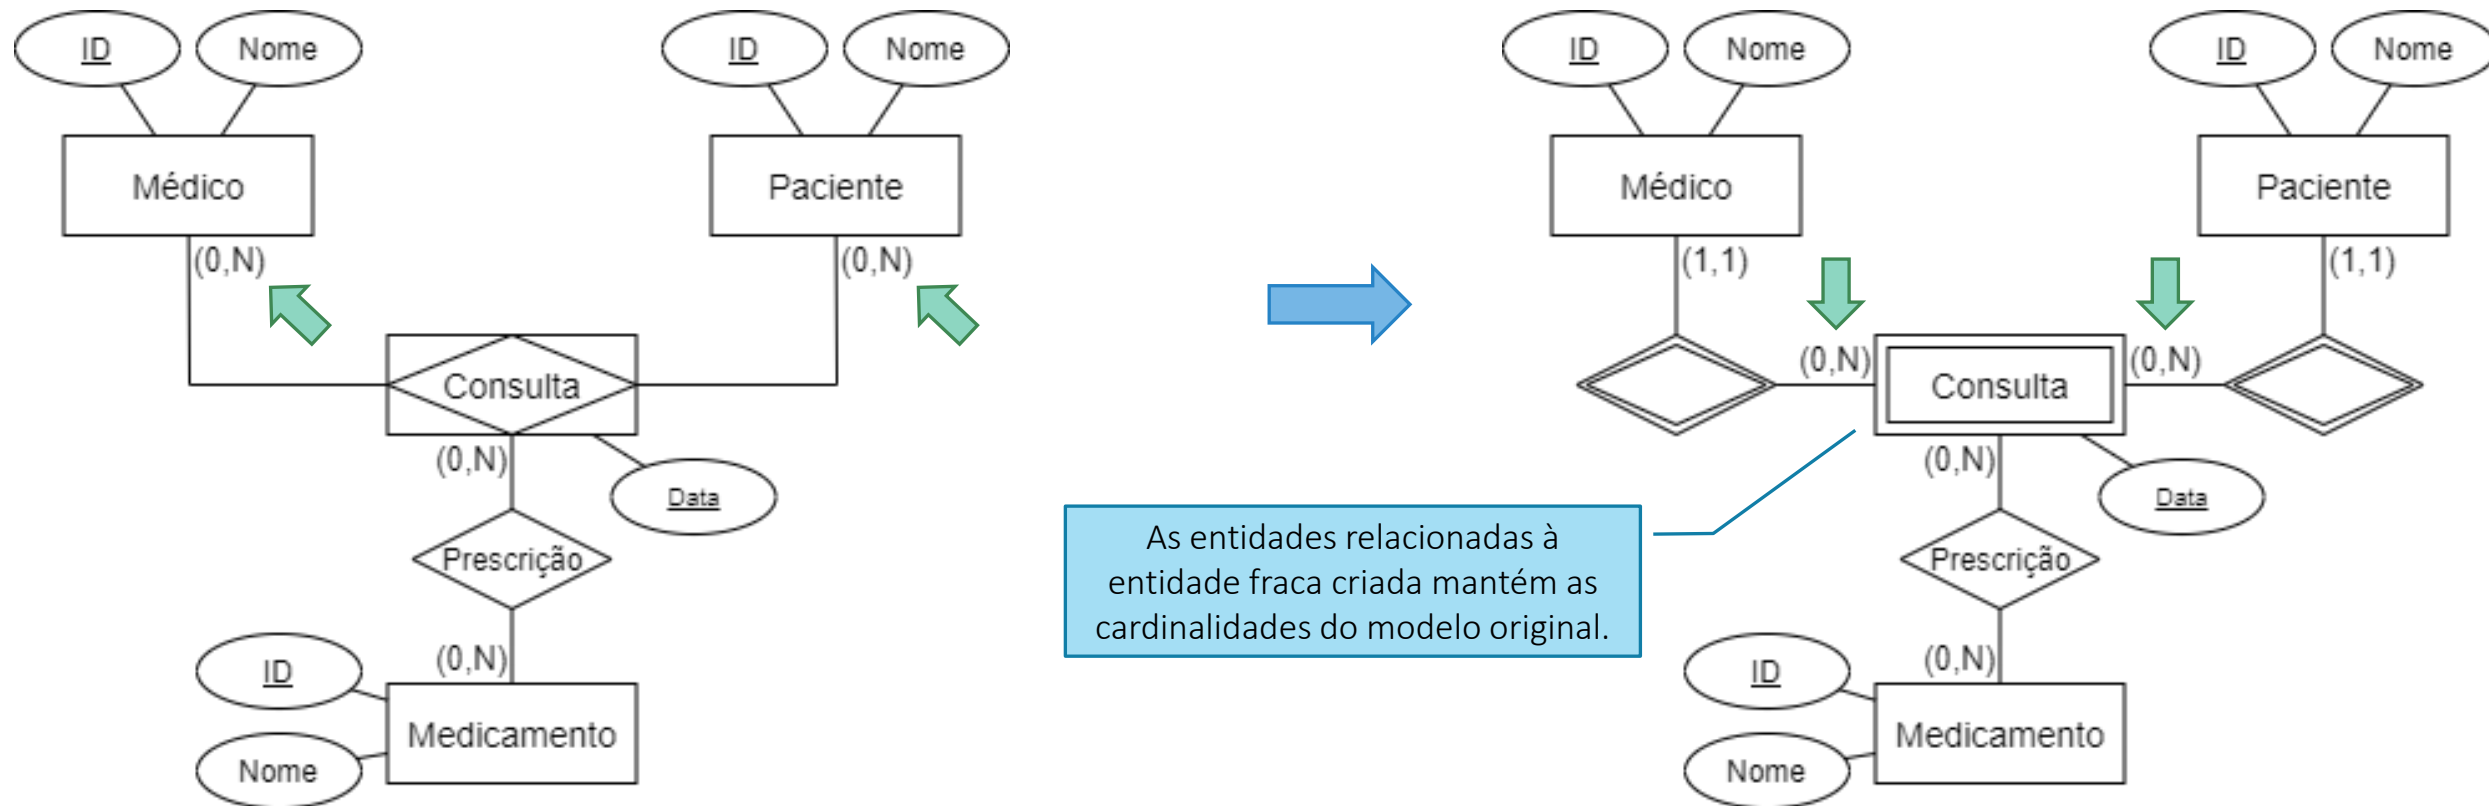 ID
Nome
ID
Nome
Médico
Paciente
(0,N)
(0,N)
Consulta
(0,N)
Data
Prescrição
(0,N)
ID
Medicamento
Nome
ID
Nome
ID
Nome
Médico
Paciente
(1,1)
(1,1)
(0,N)
(0,N)
Consulta
(0,N)
Data
As entidades relacionadas à
entidade fraca criada mantém as
cardinalidades do modelo original.
Prescrição
(0,N)
ID
Medicamento
Nome